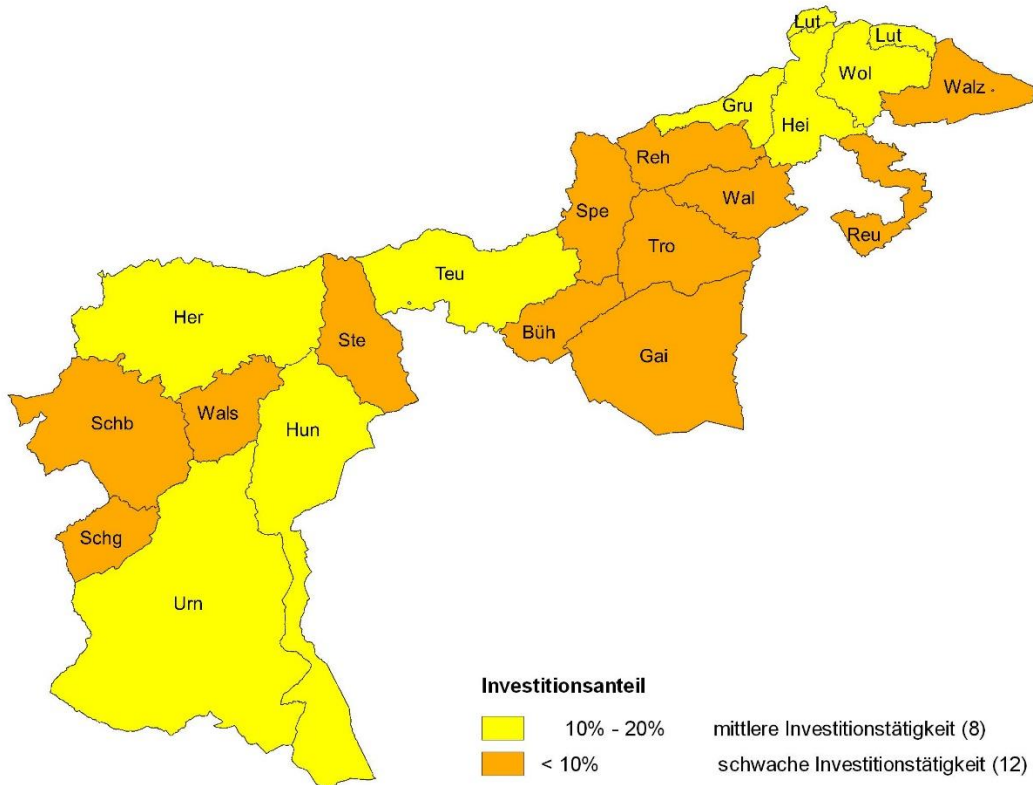 Lut
Lut
Wol
Walz
Gru
Hei
Reh
Wal
Spe
Reu
Tro
Teu
Her
Ste
Büh
Gai
Schb
Wals
Hun
Schg
Urn
Investitionsanteil
10% - 20% mittlere Investitionstätigkeit (8)
< 10% schwache Investitionstätigkeit (12)